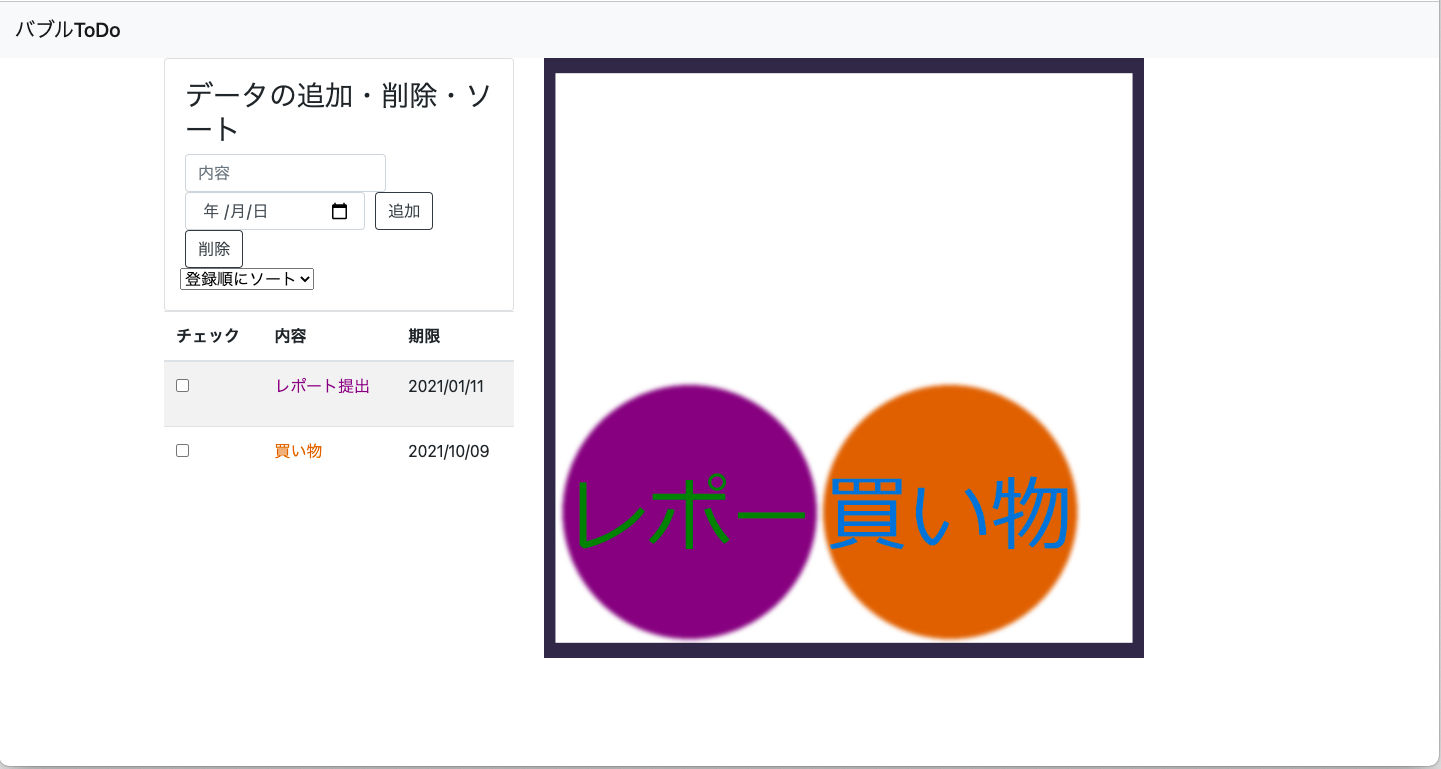 バブルToDo
データの追加・削除・ソ
ート
内容
年 /月/日
追加
削除
登録順にソート
チェック 内容 期限
レポート提出 2021/01/11
買い物 2021/10/09
レポー
買い物